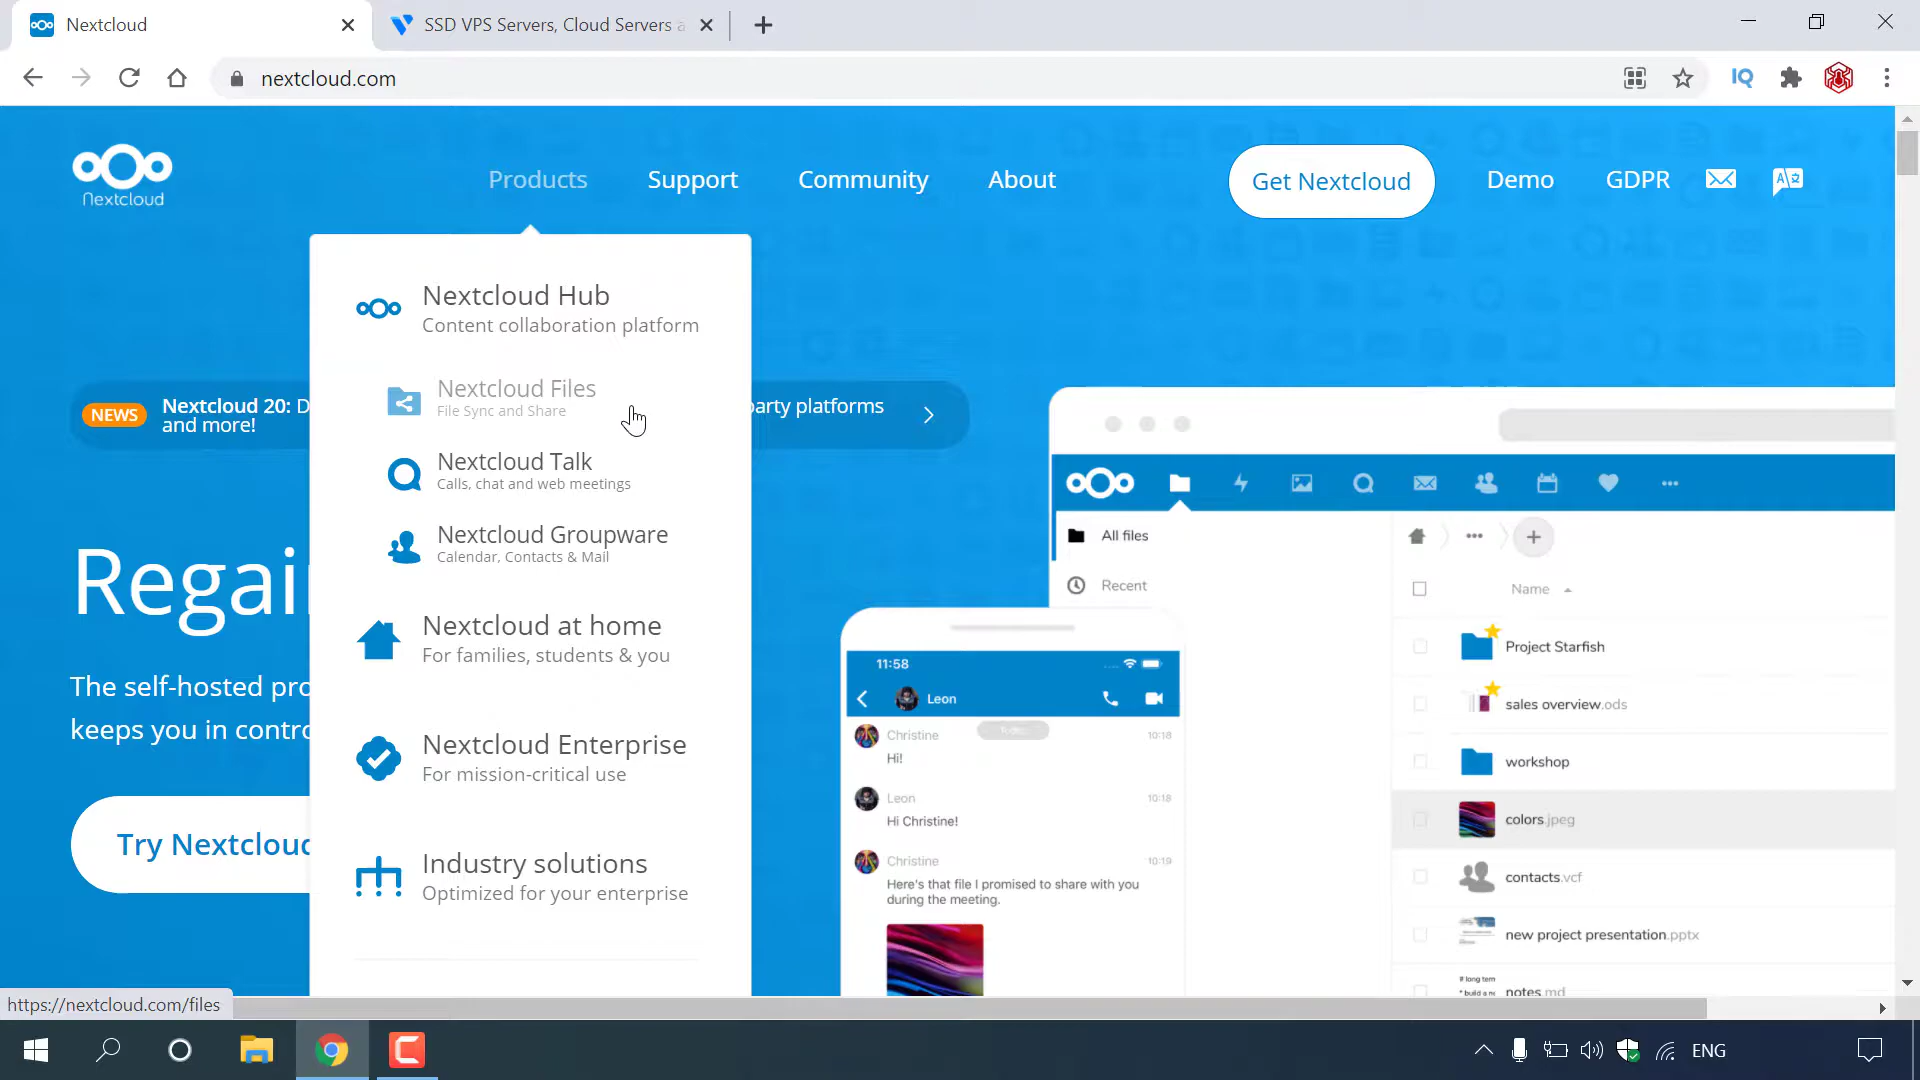 Nextcloud
SSD VPS Servers, Cloud Servers a
nextcloud.com
IQ
Nextcloud
Products
Support
Community
About
Get Nextcloud
Demo
GDPR
Nextcloud Hub
Content collaboration platform
Nextcloud Files
File Sync and Share
Nextcloud Talk
Calls, chat and web meetings
Nextcloud Groupware
Calendar, Contacts & Mail
Nextcloud at home
For families, students & you
Nextcloud Enterprise
For mission-critical use
Industry solutions
Optimized for your enterprise
NEWS
Nextcloud 20: D
party platforms
and more!
Regain
The self-hosted pro
keeps you in contro
Try Nextcloud
All files
Recent
Name
Project Starfish
sales overview.ods
workshop
colors.jpeg
contacts.vcf
new project presentation.pptx
notes.md
11:58
Leon
Christine
10:18
Hi!
Leon
10:18
Hi Christine!
Christine
10:19
Here's that file I promised to share with you
during the meeting.
https://nextcloud.com/files
ENG